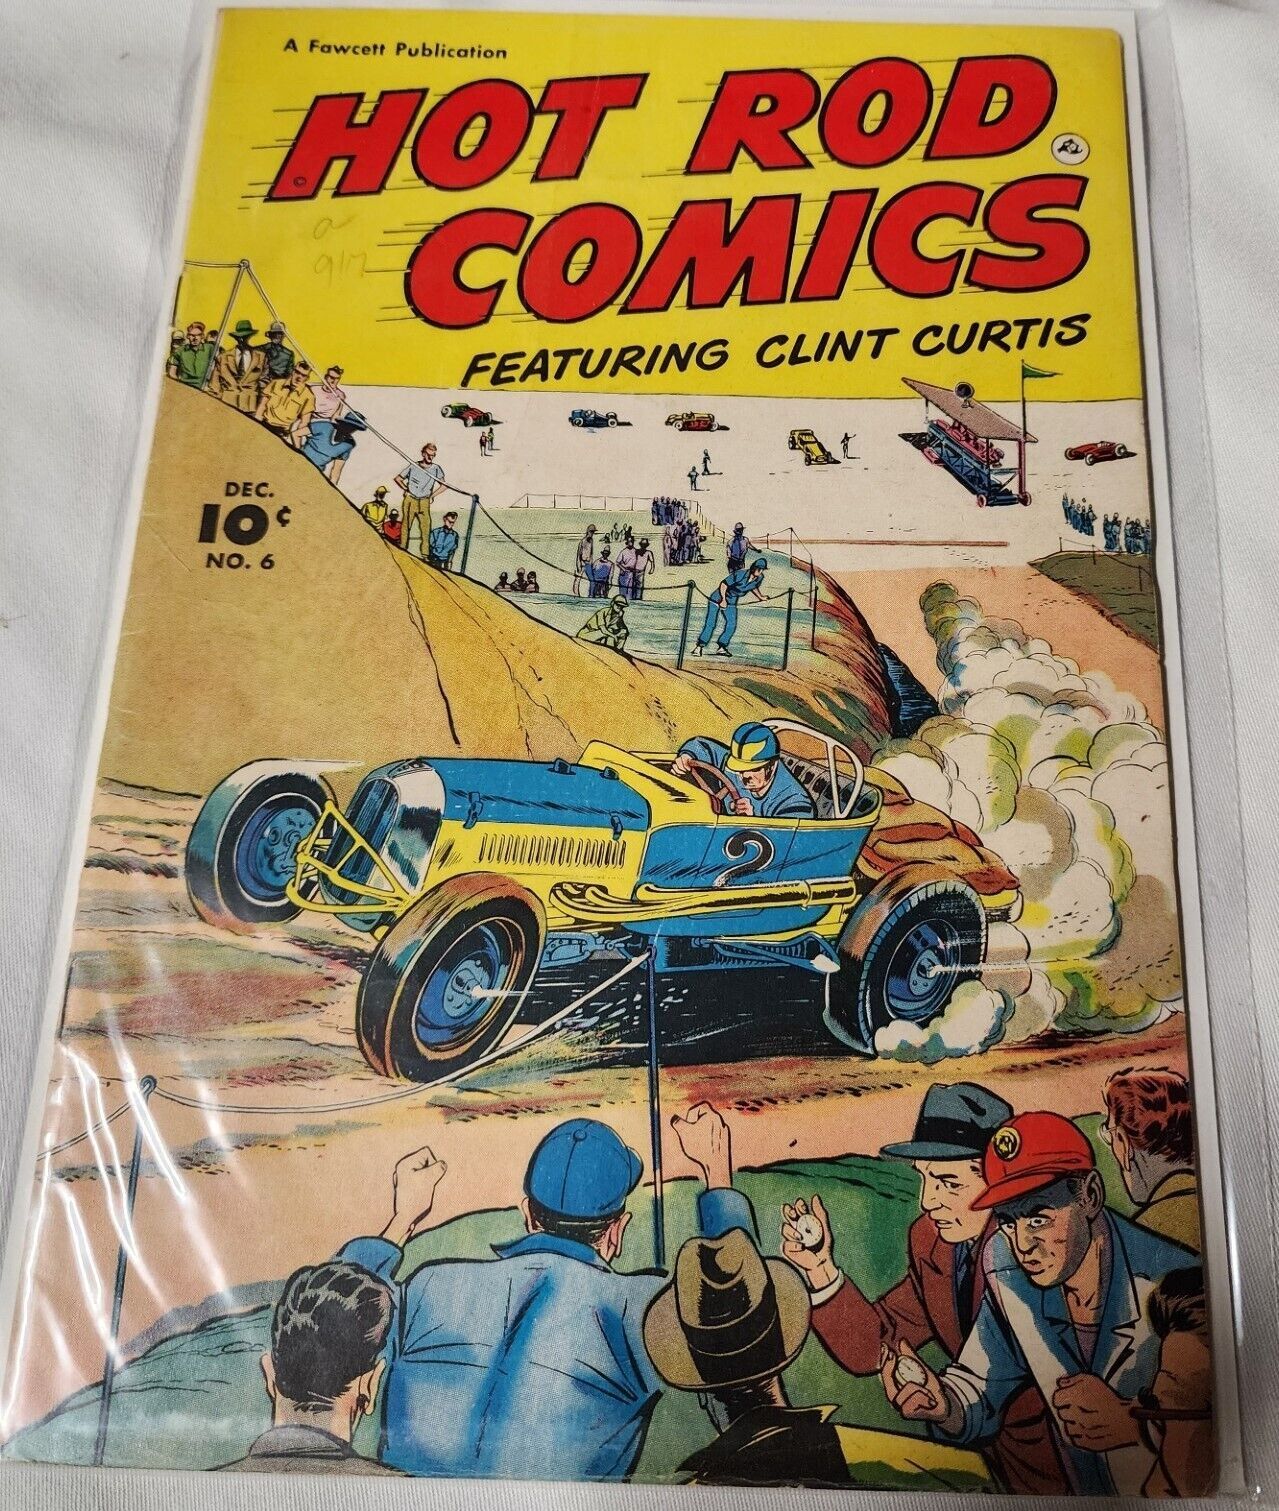 A Fawcett Publication
HOT ROD
COMICS
©
FEATURING CLINT CURTIS
DEC.
10¢
NO. 6
2